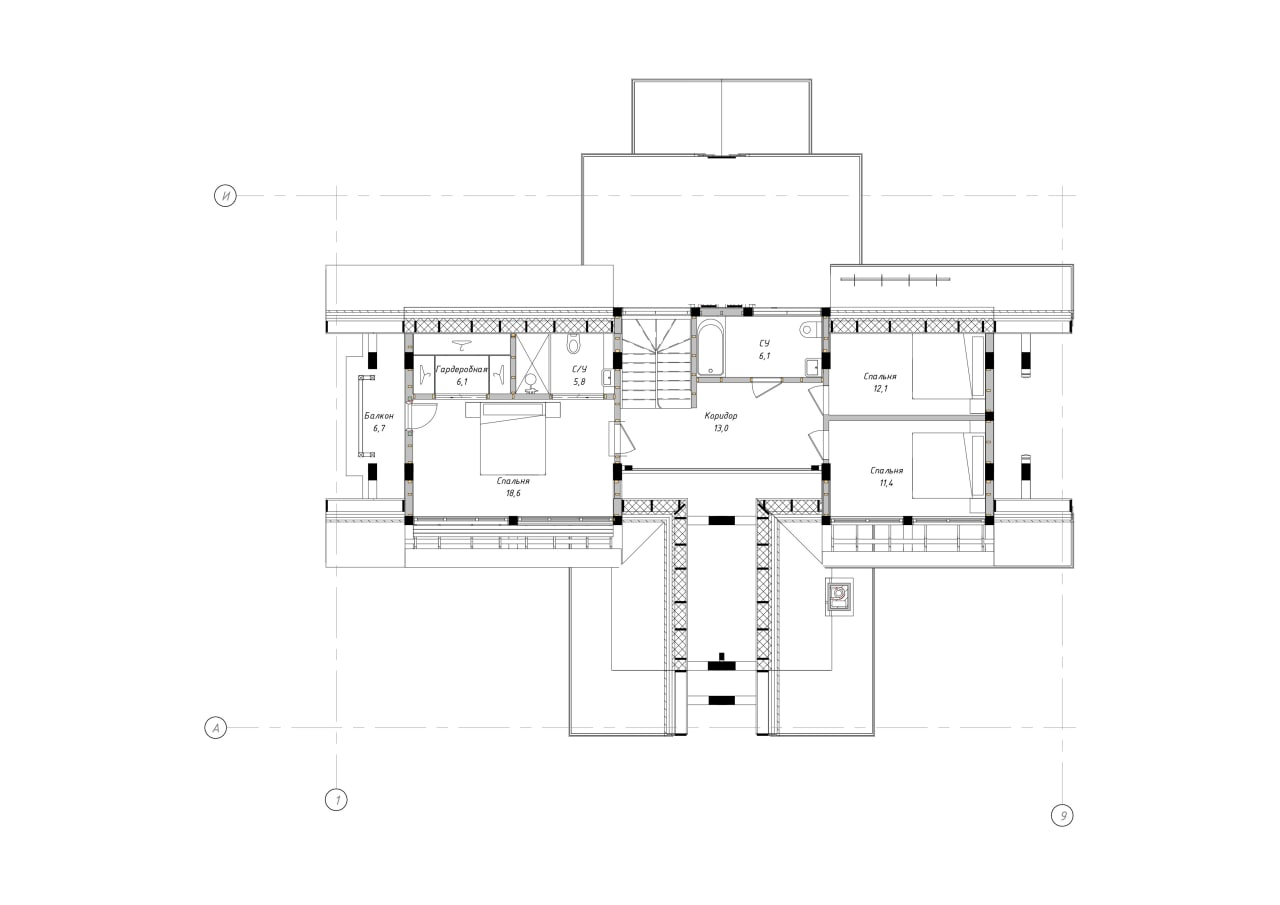 И
Гардеробная
6,1
С/У
5,8
СУ
6,1
Спальня
12,1
Балкон
6,7
Коридор
13,0
Спальня
18,6
Спальня
11,4
А
1
9